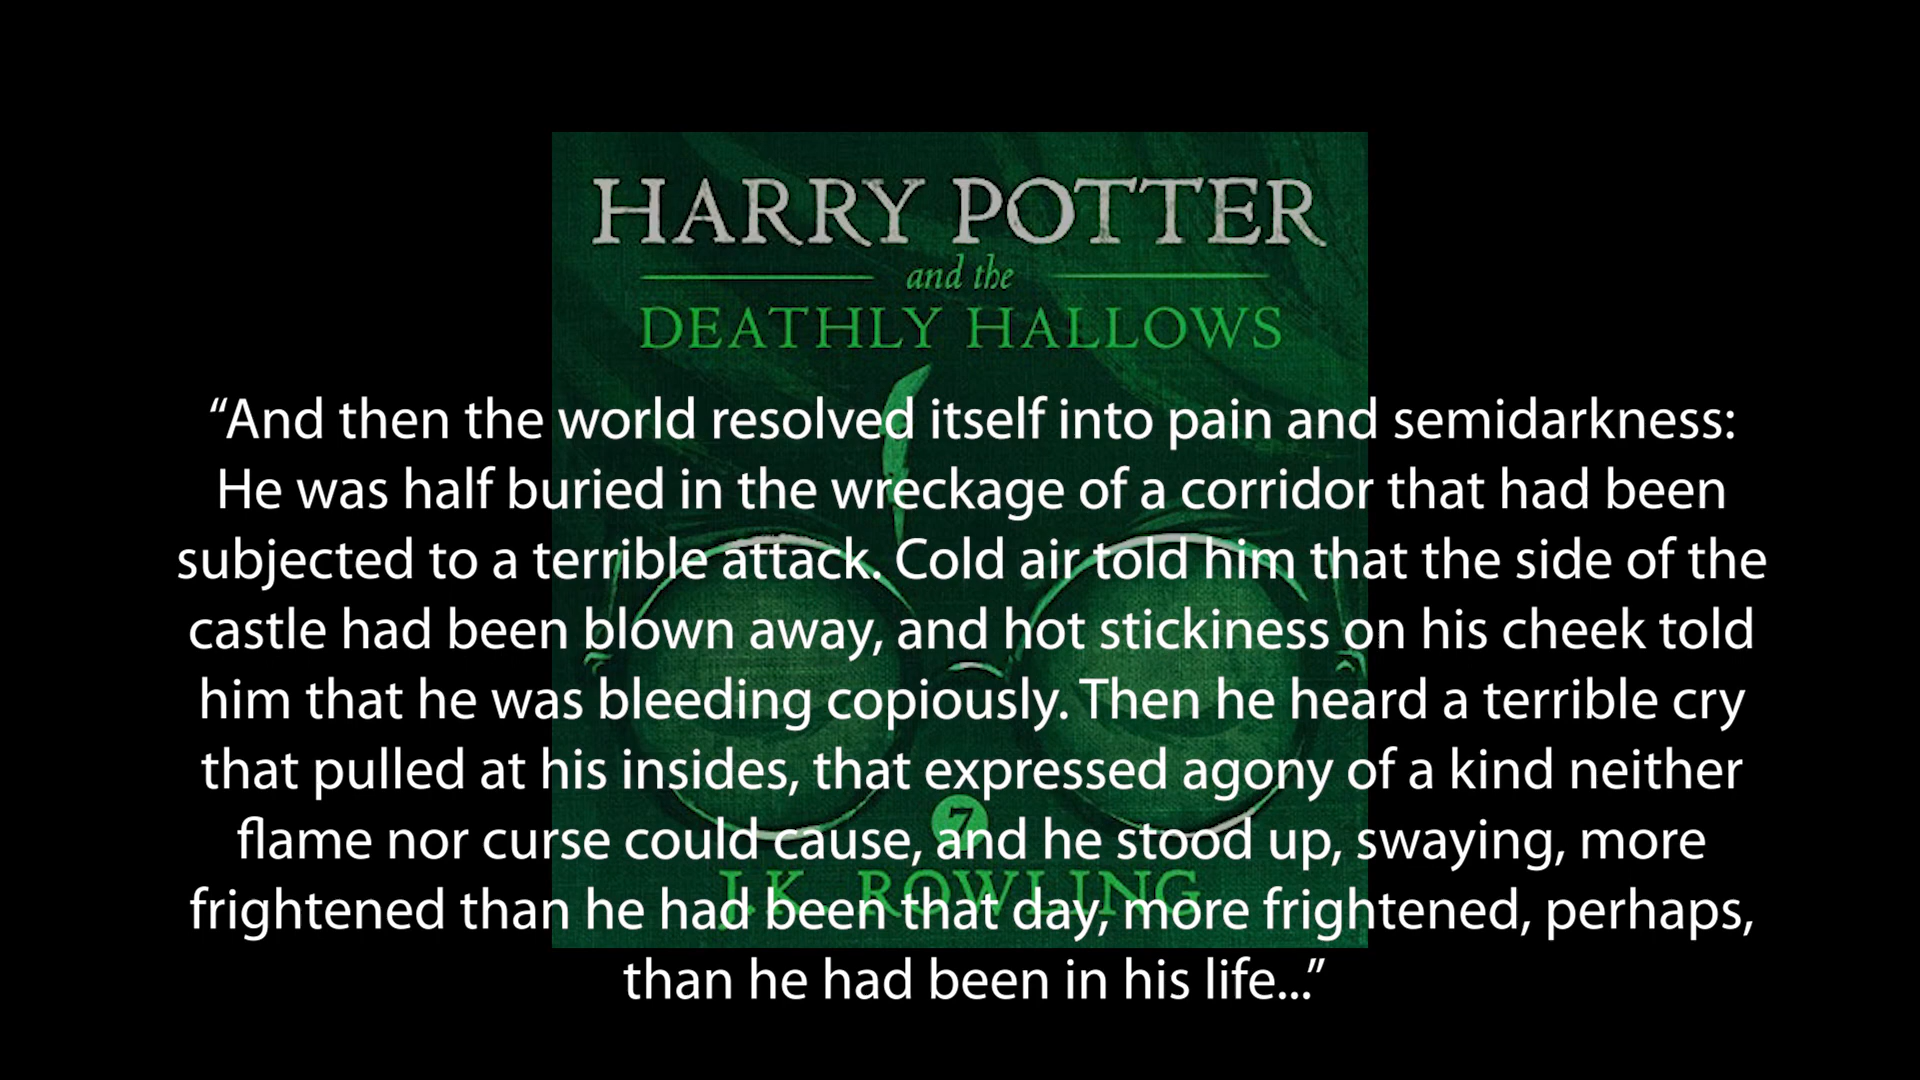 HARRY POTTER
and the
DEATHLY HALLOWS
“And then the world resolved itself into pain and semidarkness:
He was half buried in the wreckage of a corridor that had been
subjected to a terrible attack. Cold air told him that the side of the
castle had been blown away, and hot stickiness on his cheek told
him that he was bleeding copiously. Then he heard a terrible cry
that pulled at his insides, that expressed agony of a kind neither
7
flame nor curse could cause, and he stood up, swaying, more
J.K. ROWLING
frightened than he had been that day, more frightened, perhaps,
than he had been in his life...”